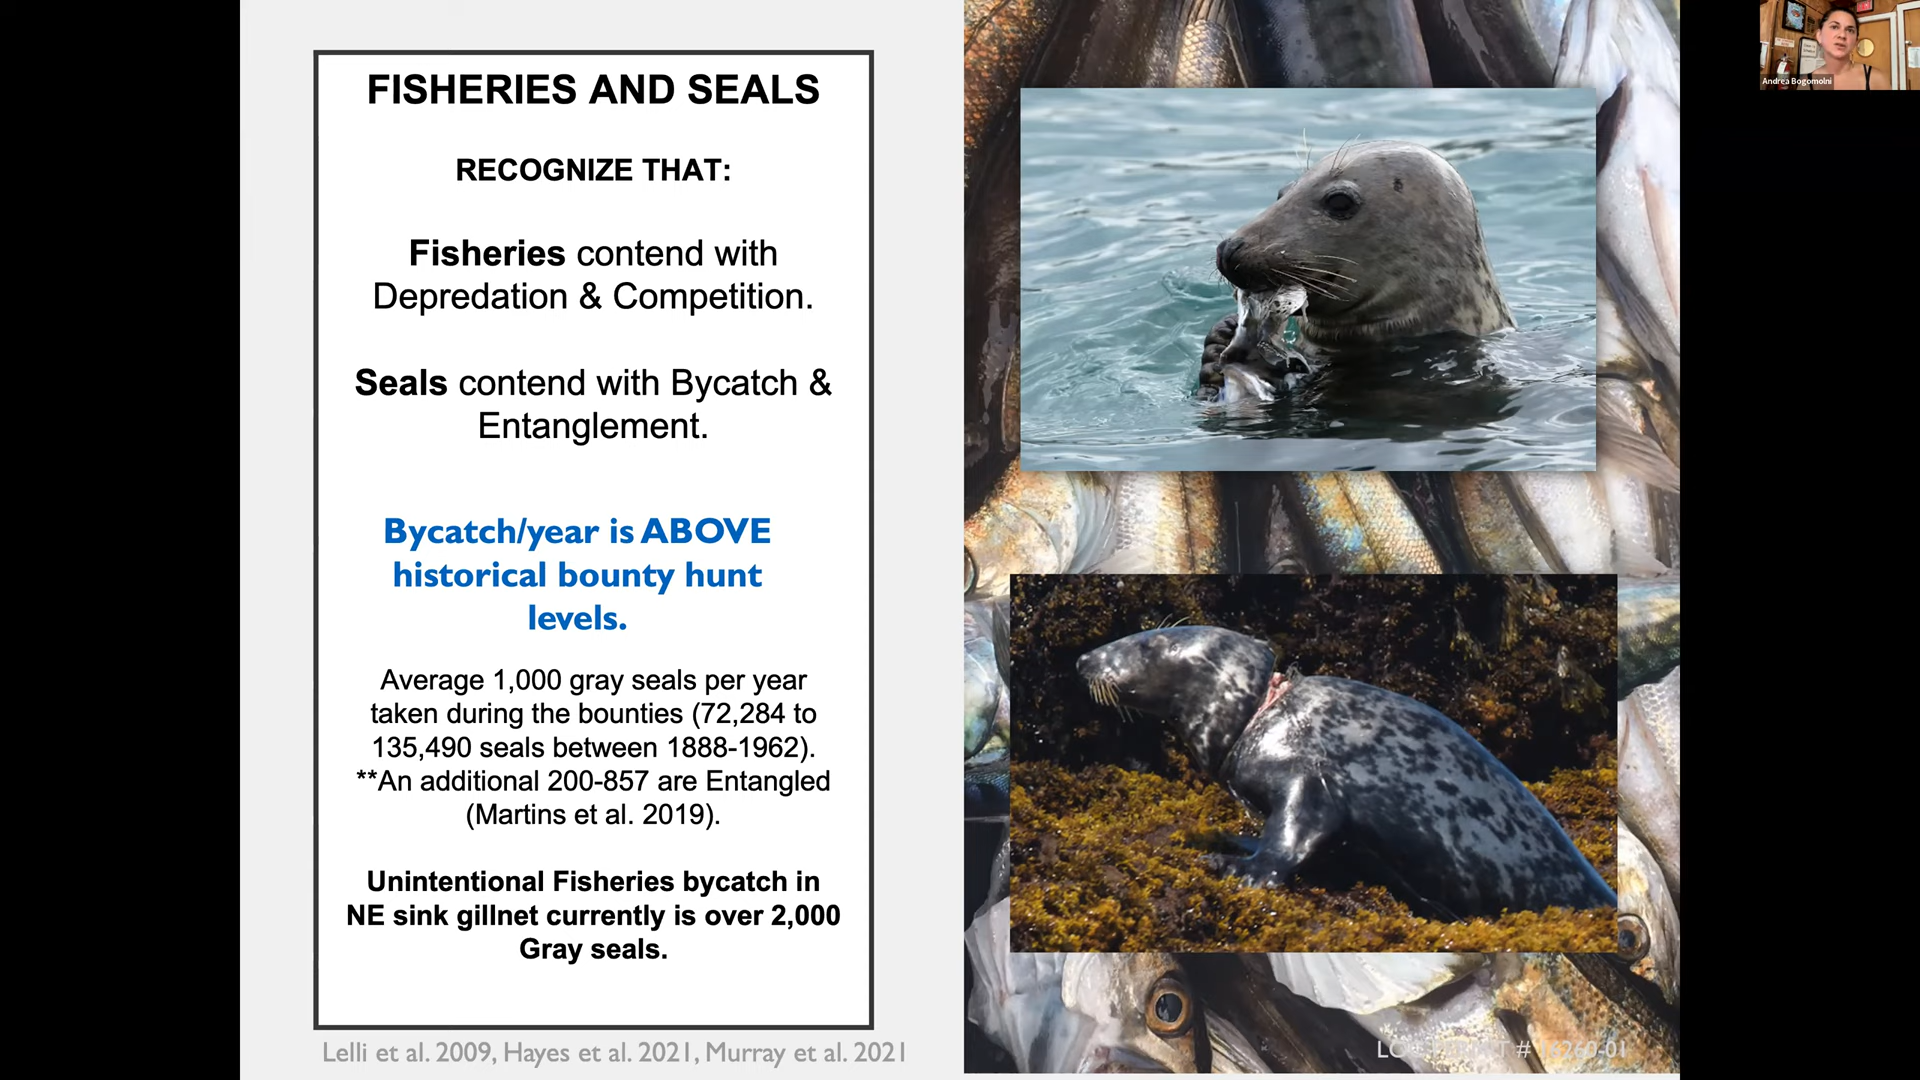 FISHERIES AND SEALS
RECOGNIZE THAT:
Fisheries contend with
Depredation & Competition.
Seals contend with Bycatch &
Entanglement.
Bycatch/year is ABOVE
historical bounty hunt
levels.
Average 1,000 gray seals per year
taken during the bounties (72,284 to
135,490 seals between 1888-1962).
**An additional 200-857 are Entangled
(Martins et al. 2019).
Unintentional Fisheries bycatch in
NE sink gillnet currently is over 2,000
Gray seals.
Lelli et al. 2009, Hayes et al. 2021, Murray et al. 2021
Andrea Bogomolni